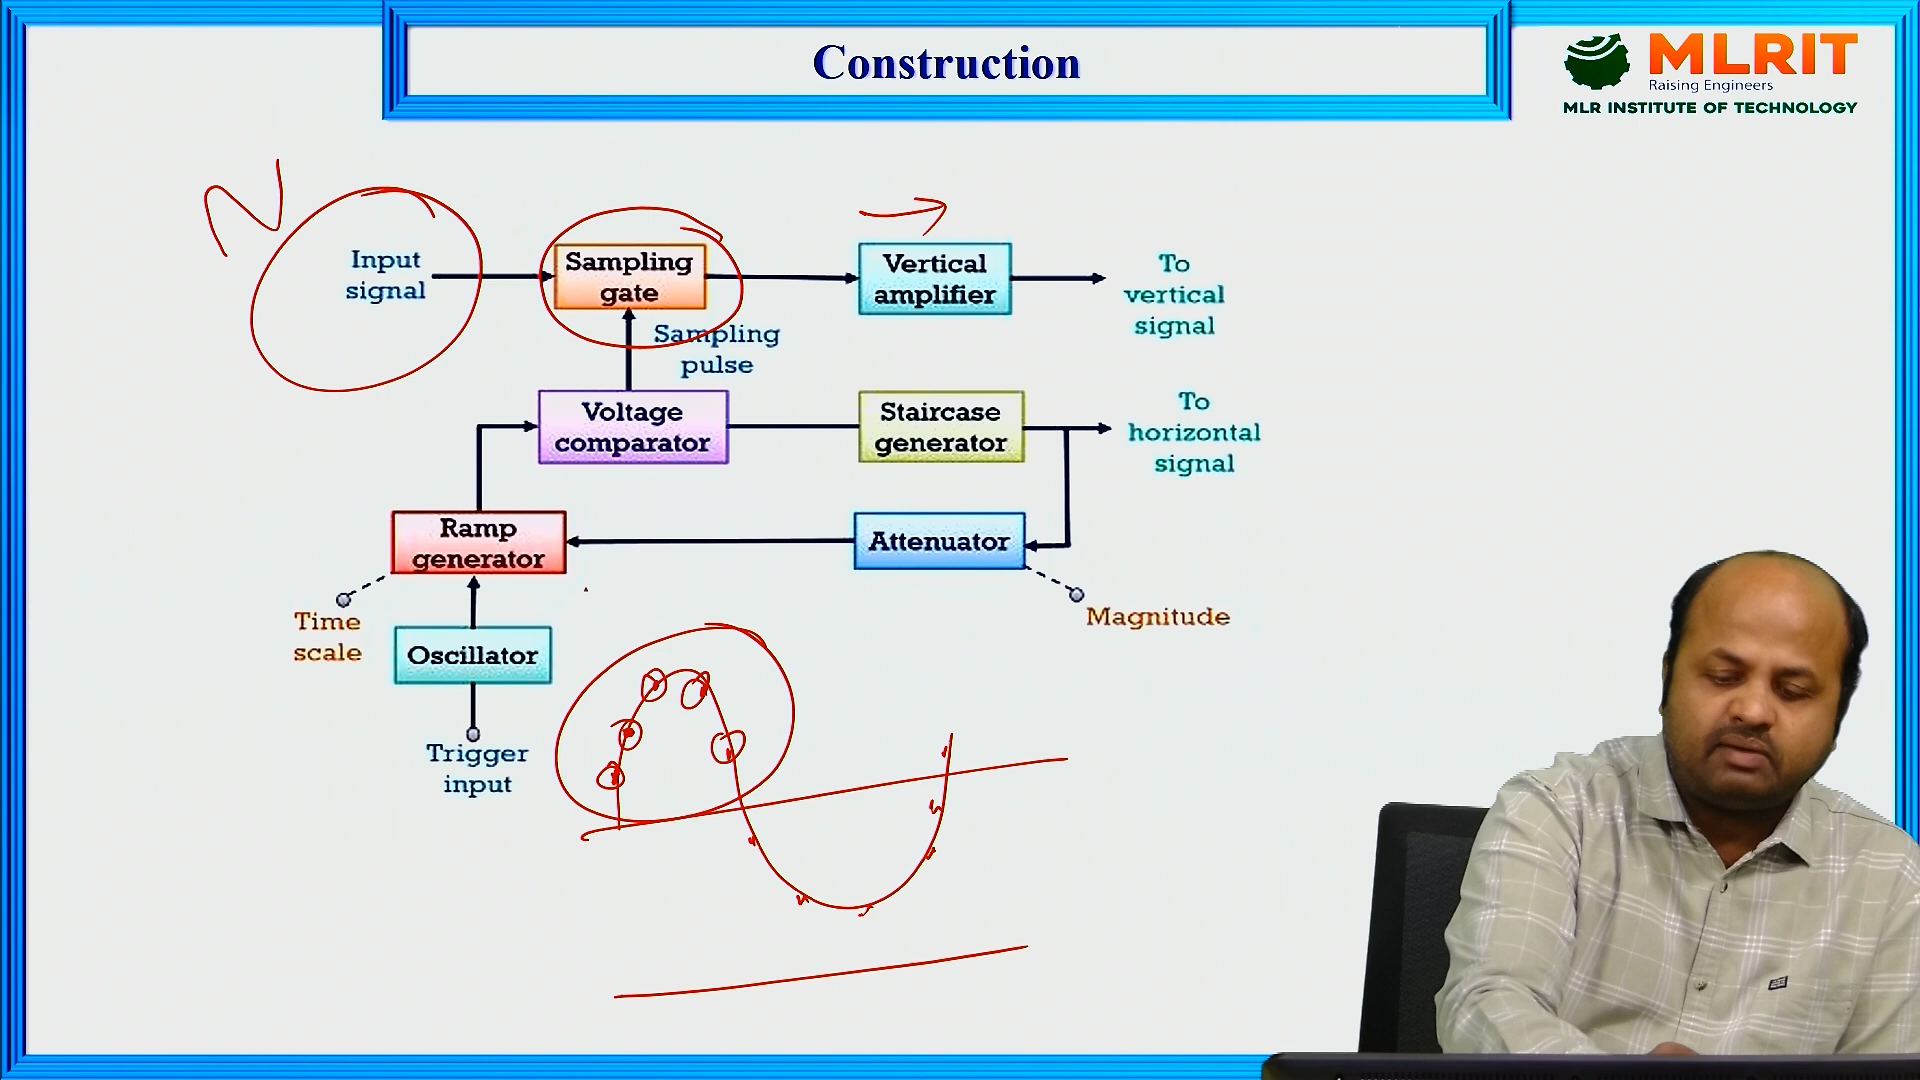 Construction
MLRIT
Raising Engineers
MLR INSTITUTE OF TECHNOLOGY
Input
signal
Sampling
gate
Vertical
amplifier
To
vertical
signal
Sampling
pulse
Voltage
comparator
Staircase
generator
To
horizontal
signal
Ramp
generator
Attenuator
Time
scale
Magnitude
Oscillator
Trigger
input